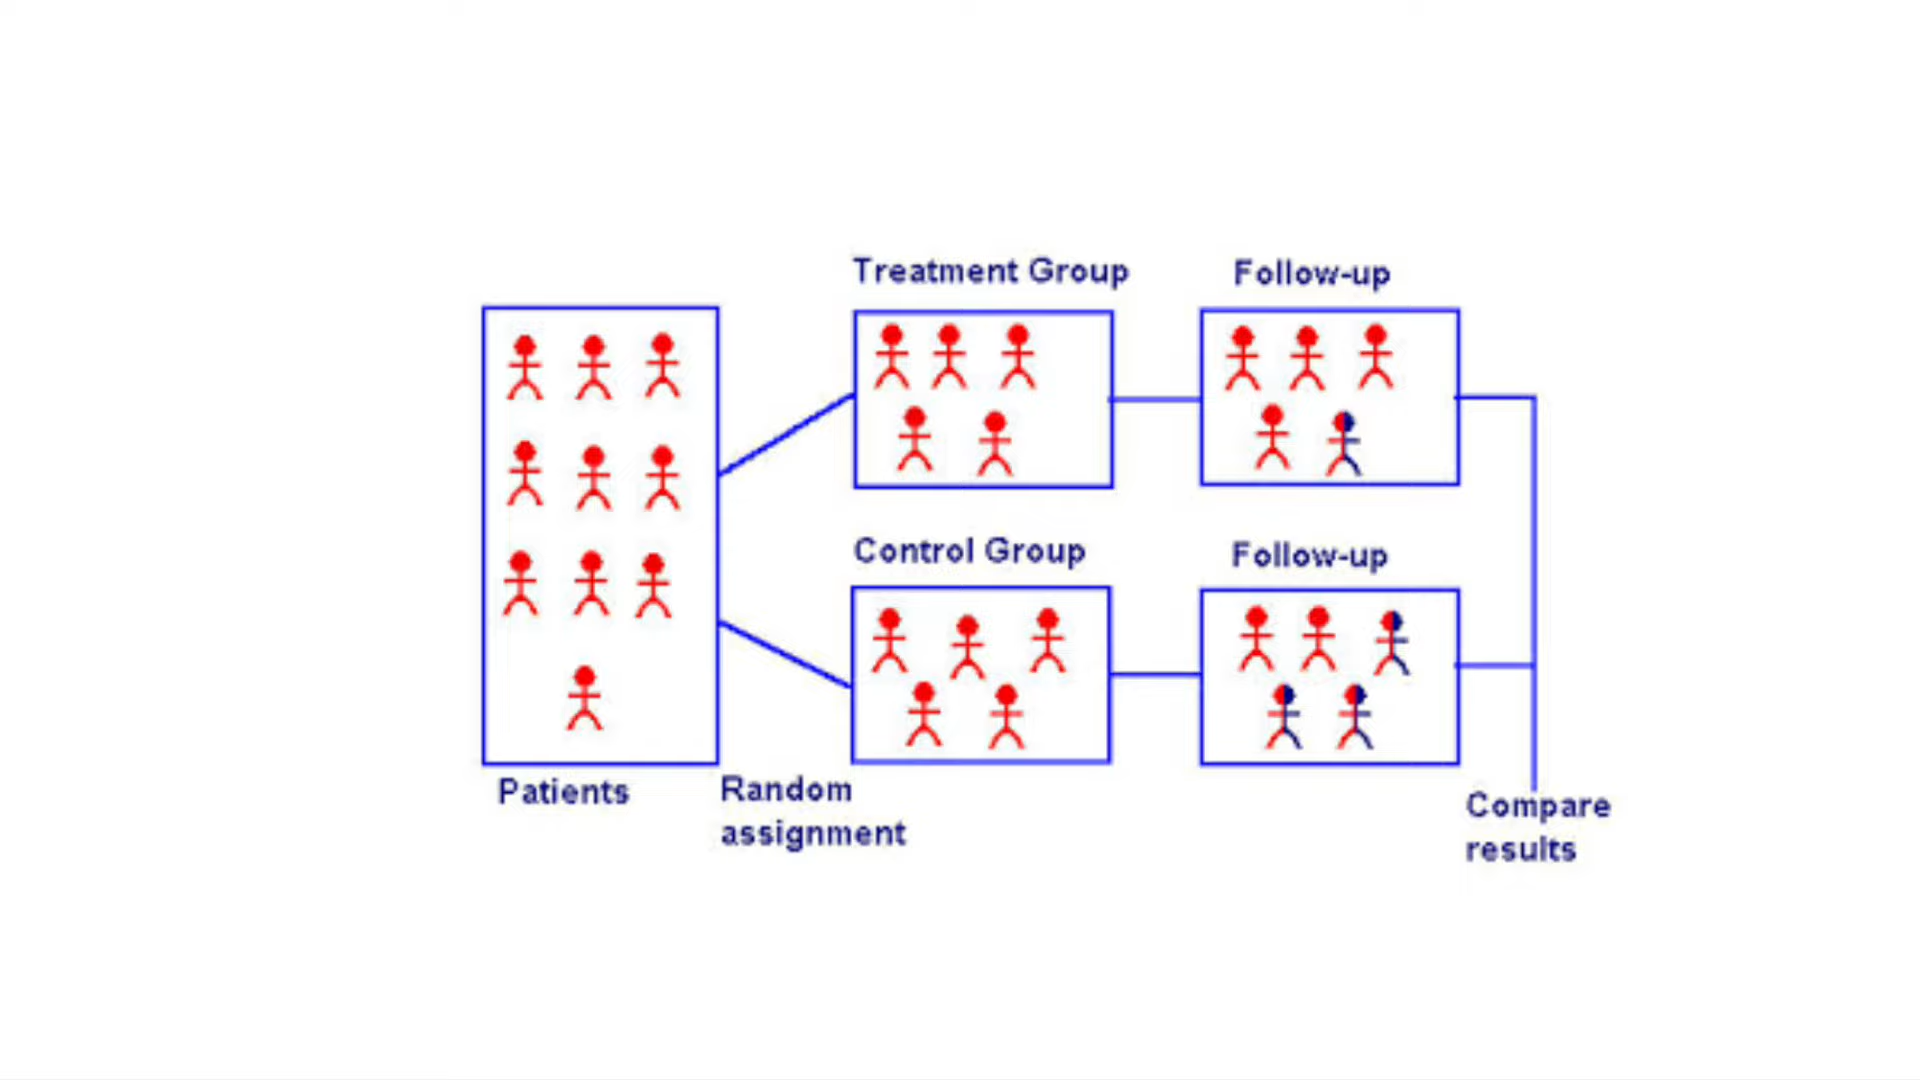 Treatment Group
Follow-up
Control Group
Follow-up
Patients
Random
assignment
Compare
results